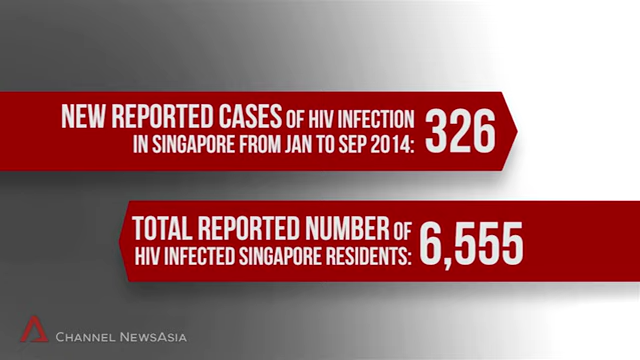 NEW REPORTED CASES OF HIV INFECTION
IN SINGAPORE FROM JAN TO SEP 2014: 326
TOTAL REPORTED NUMBER OF
HIV INFECTED SINGAPORE RESIDENTS: 6,555
CHANNEL NEWSASIA